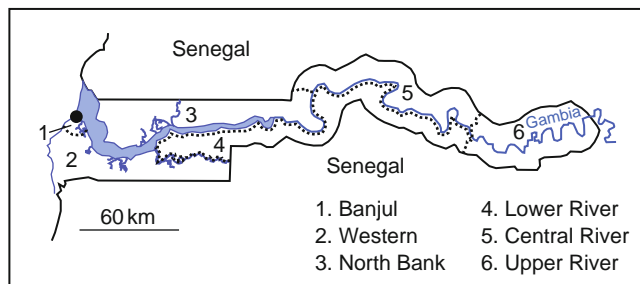 Senegal
1
2
3
4
5
6
Gambia
Senegal
60 km
1. Banjul
2. Western
3. North Bank
4. Lower River
5. Central River
6. Upper River